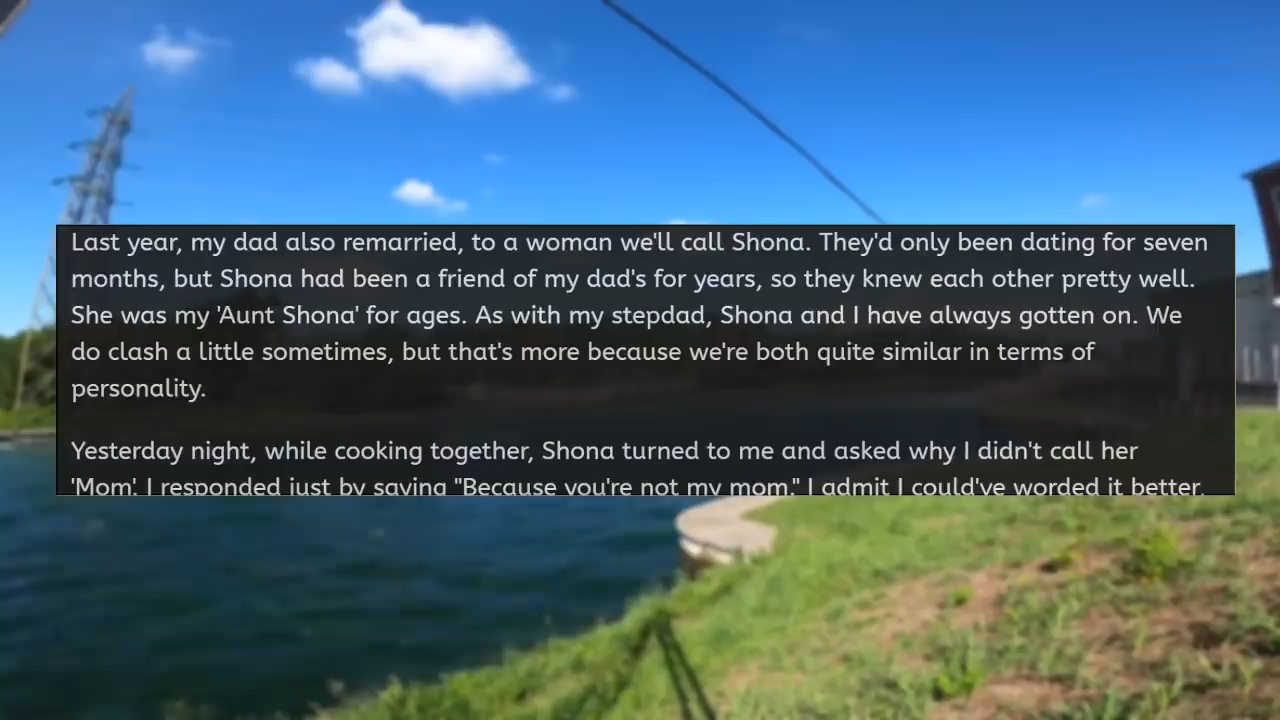 Last year, my dad also remarried, to a woman we'll call Shona. They'd only been dating for seven
months, but Shona had been a friend of my dad's for years, so they knew each other pretty well.
She was my 'Aunt Shona' for ages. As with my stepdad, Shona and I have always gotten on. We
do clash a little sometimes, but that's more because we're both quite similar in terms of
personality.
Yesterday night, while cooking together, Shona turned to me and asked why I didn't call her
'Mom'. I responded just by saying "Because you're not my mom." I admit I could've worded it better,